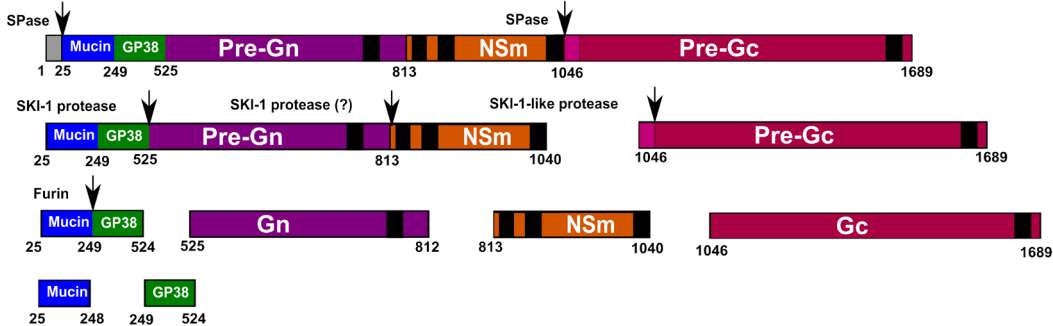 SPase SPase
Mucin GP38 Pre-Gn NSm Pre-Gc
1 25 249 525 813 1046 1689
SKI-1 protease SKI-1 protease (?) SKI-1-like protease
Mucin GP38 Pre-Gn NSm Pre-Gc
25 249 525 813 1040 1046 1689
Furin
Mucin GP38 Gn NSm Gc
25 249 524 525 812 813 1040 1046 1689
Mucin GP38
25 248 249 524